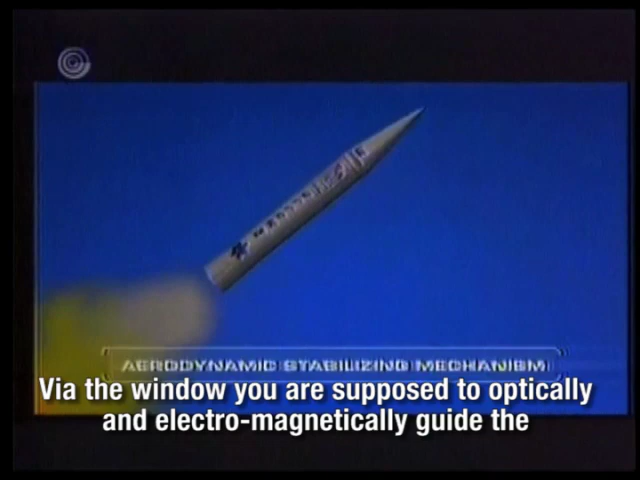 AERODYNAMIC STABILIZING MECHANISM
Via the window you are supposed to optically
and electro-magnetically guide the